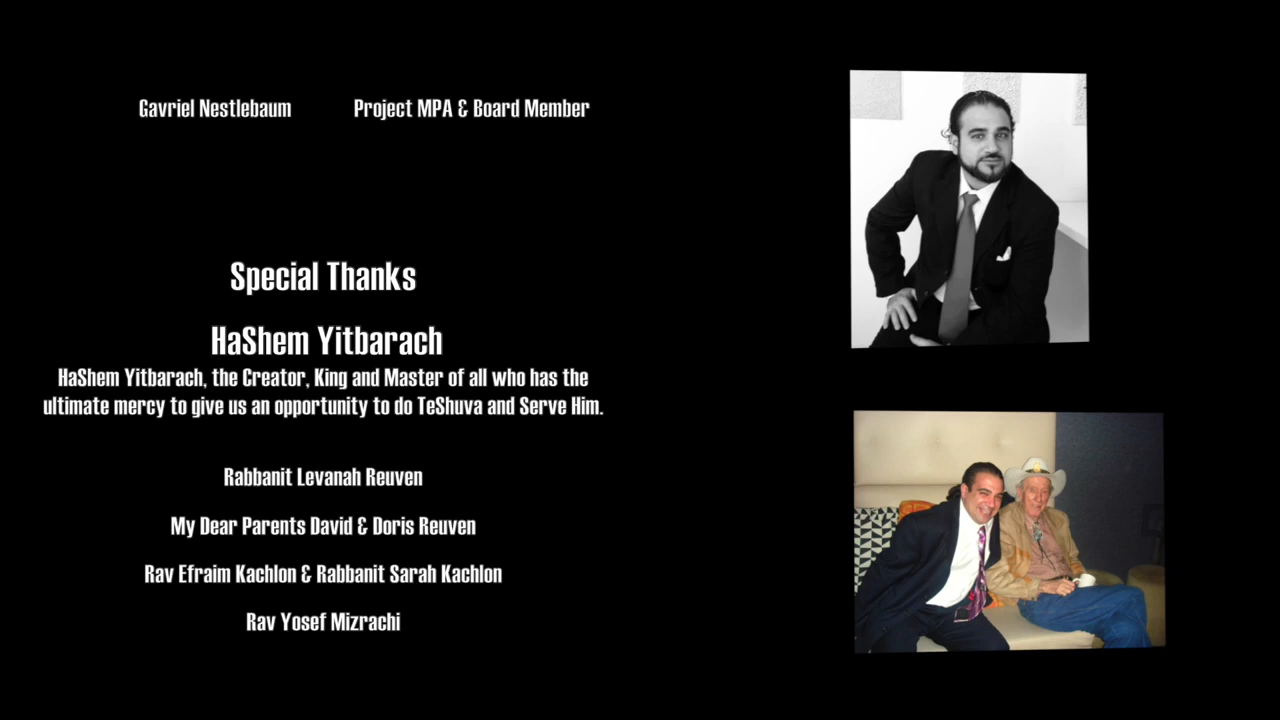 Gavriel Nestlebaum Project MPA & Board Member
Special Thanks
HaShem Yitbarach
HaShem Yitbarach, the Creator, King and Master of all who has the
ultimate mercy to give us an opportunity to do TeShuva and Serve Him.
Rabbanit Levanah Reuven
My Dear Parents David & Doris Reuven
Rav Efraim Kachlon & Rabbanit Sarah Kachlon
Rav Yosef Mizrachi